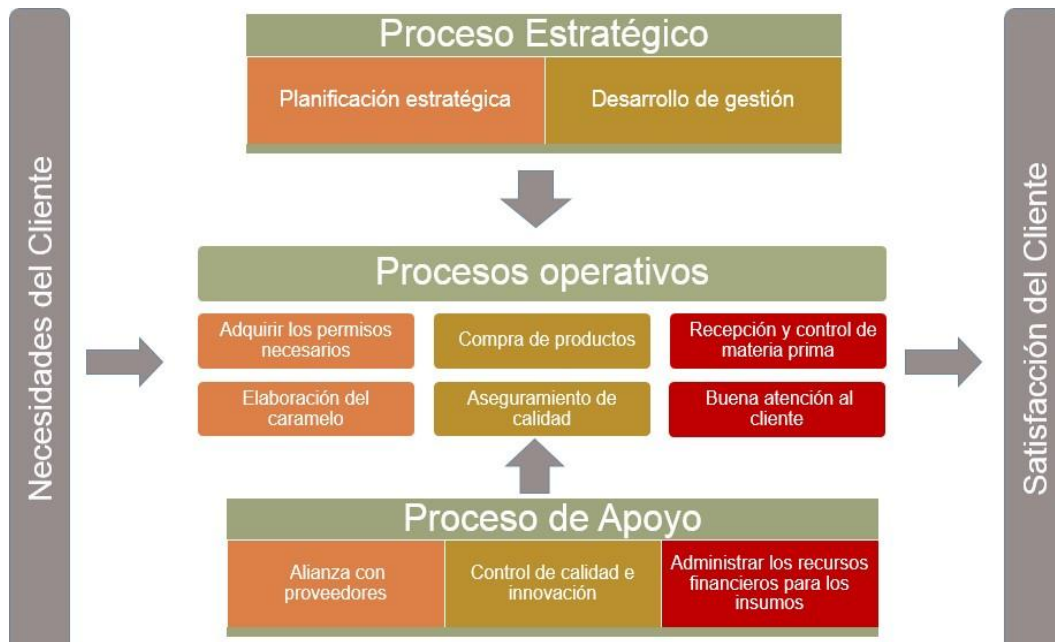 Necesidades del Cliente
Proceso Estratégico
Planificación estratégica
Desarrollo de gestión
Procesos operativos
Adquirir los permisos
necesarios
Compra de productos
Recepción y control de
materia prima
Elaboración del
caramelo
Aseguramiento de
calidad
Buena atención al
cliente
Proceso de Apoyo
Alianza con
proveedores
Control de calidad e
innovación
Administrar los recursos
financieros para los
insumos
Satisfacción del Cliente